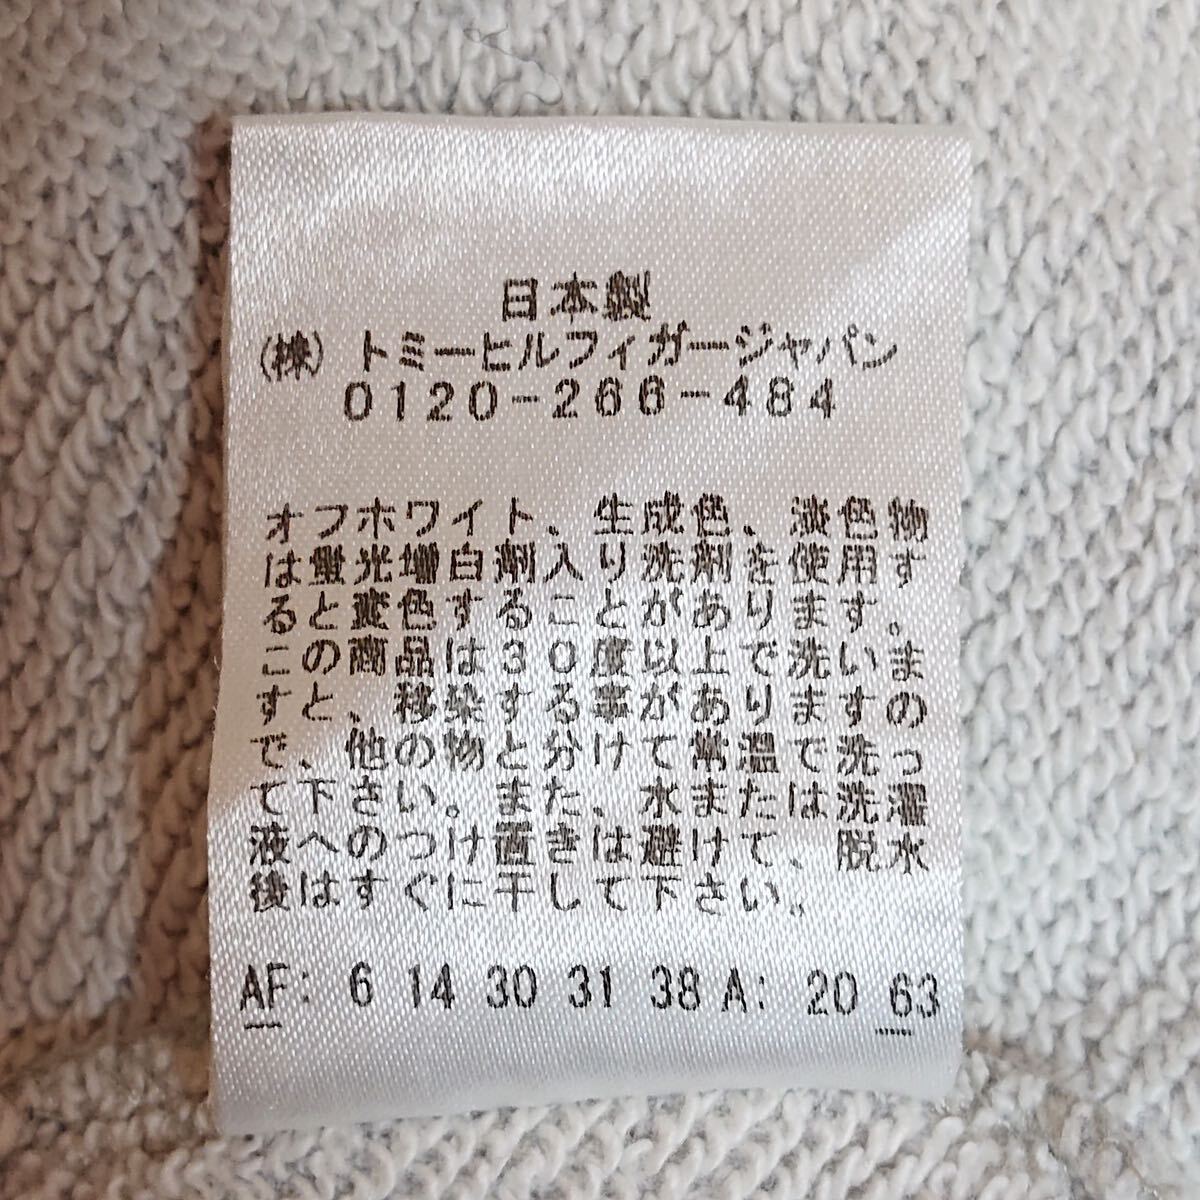 日本製
(株)トミーヒルフィガージャパン
0120-266-484
オフホワイト、生成色、淡色物
は蛍光増白剤入り洗剤を使用す
ると変色することがあります。
この商品は30度以上で洗いま
すと、移染する事がありますの
で、他の物と分けて常温で洗っ
て下さい。また、水または洗濯
液へのつけ置きは避けて、脱水
後はすぐに干して下さい。
AF: 6 14 30 31 38 A: 20 63